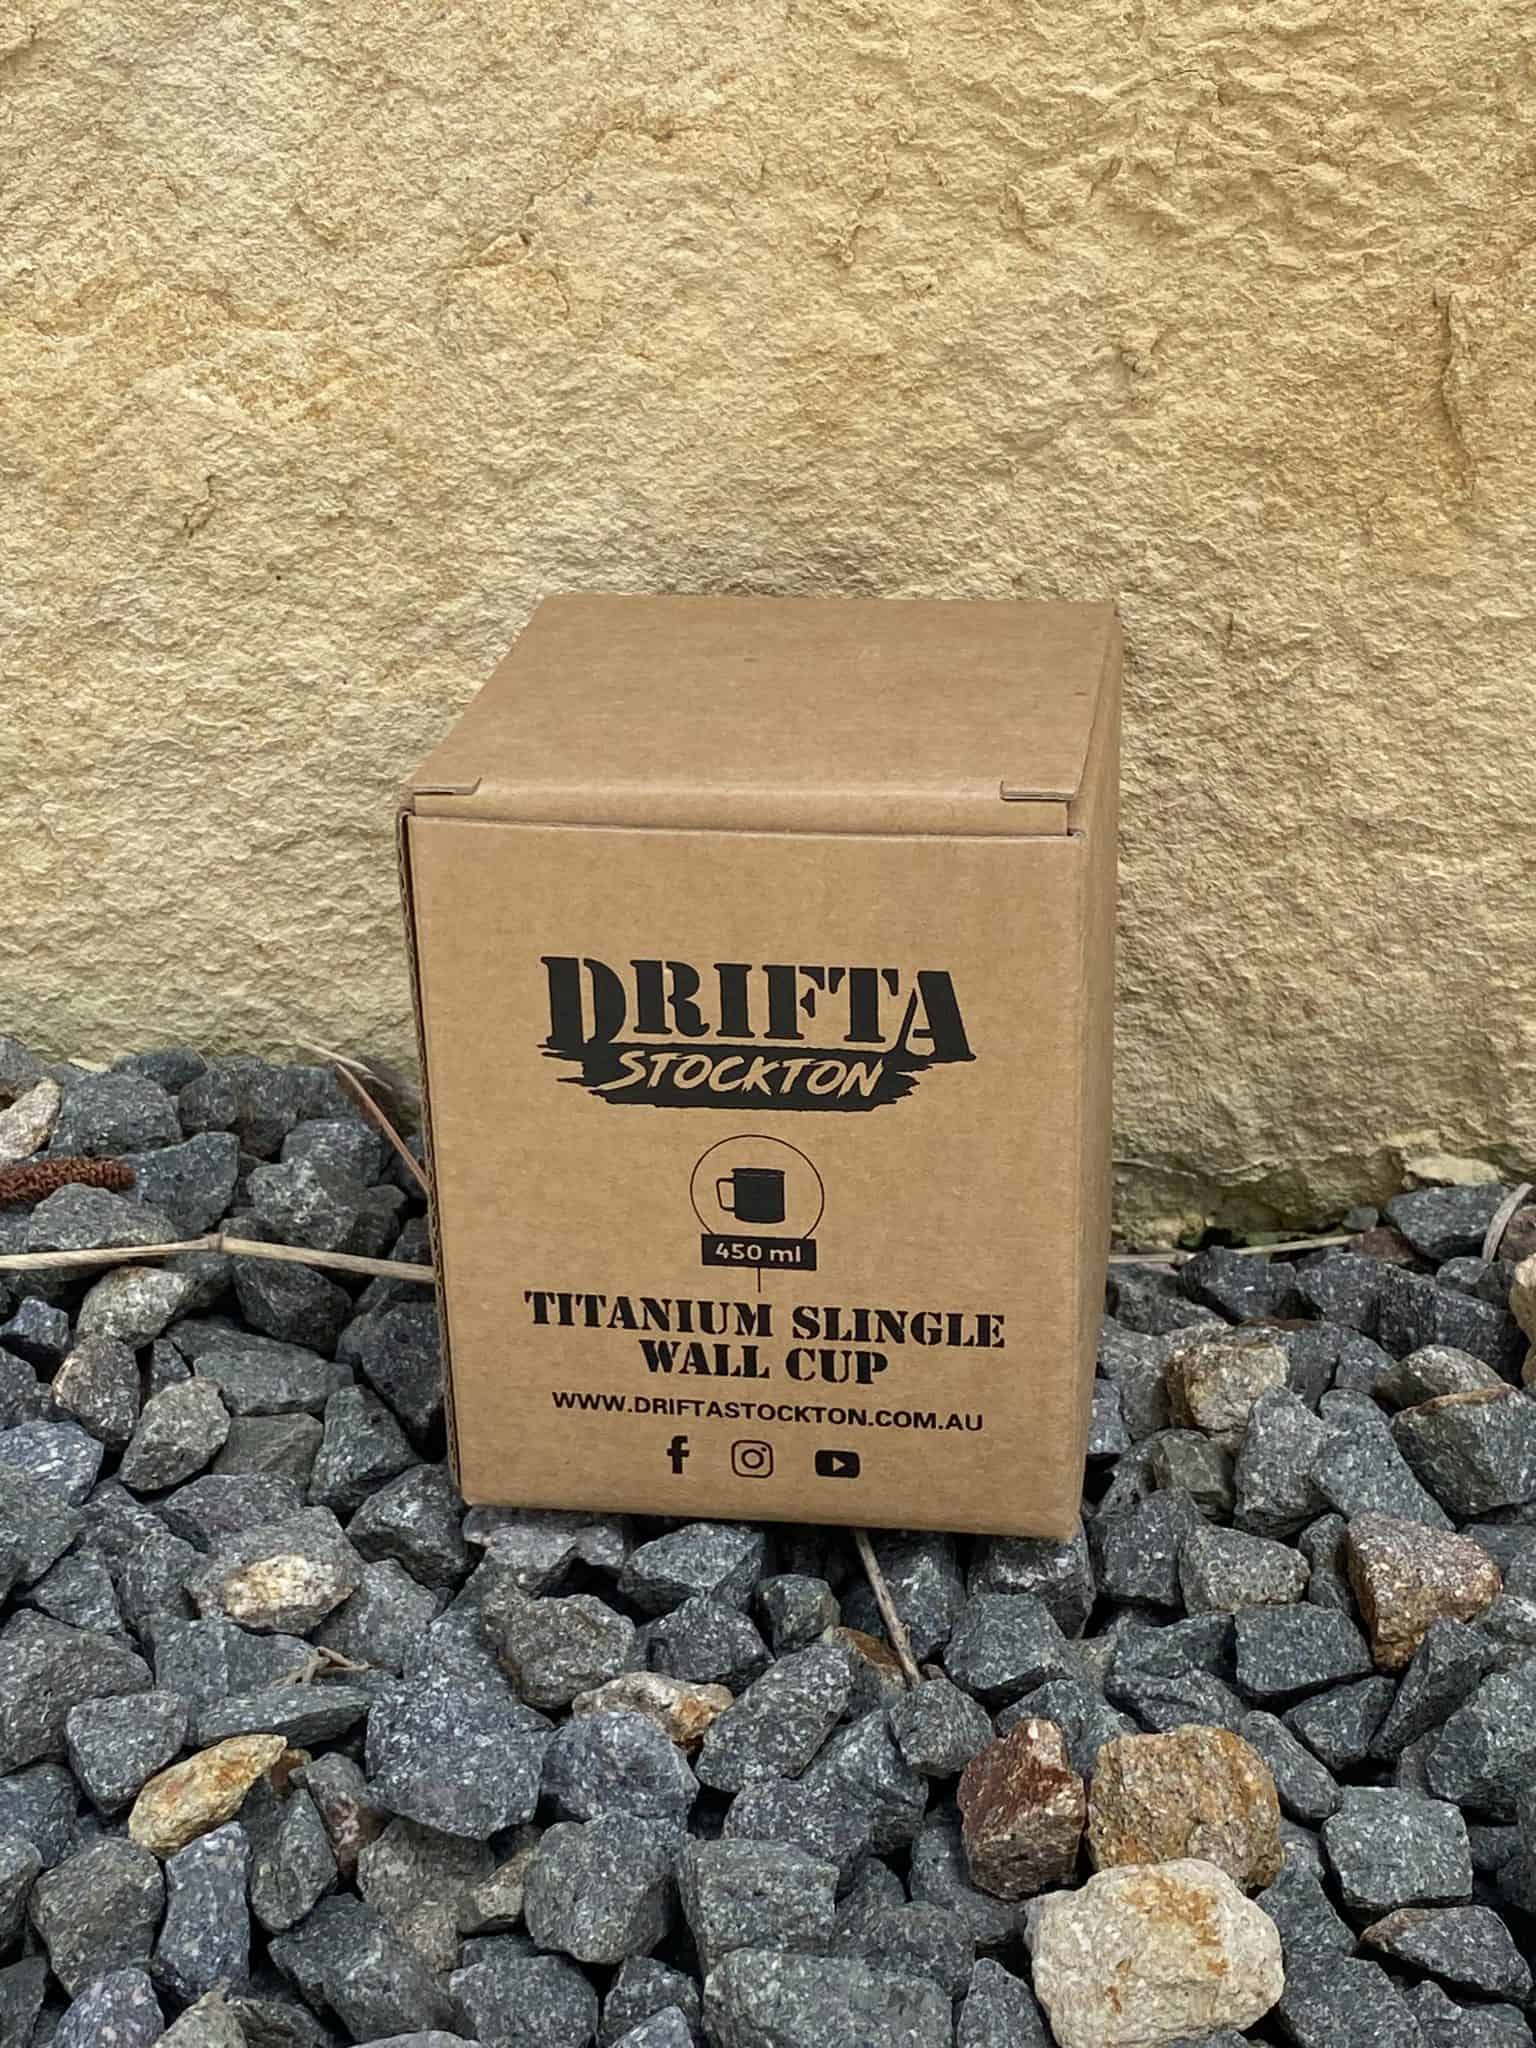 DRIFTA
STOCKTON
450 ml
TITANIUM SLINGLE
WALL CUP
WWW.DRIFTASTOCKTON.COM.AU